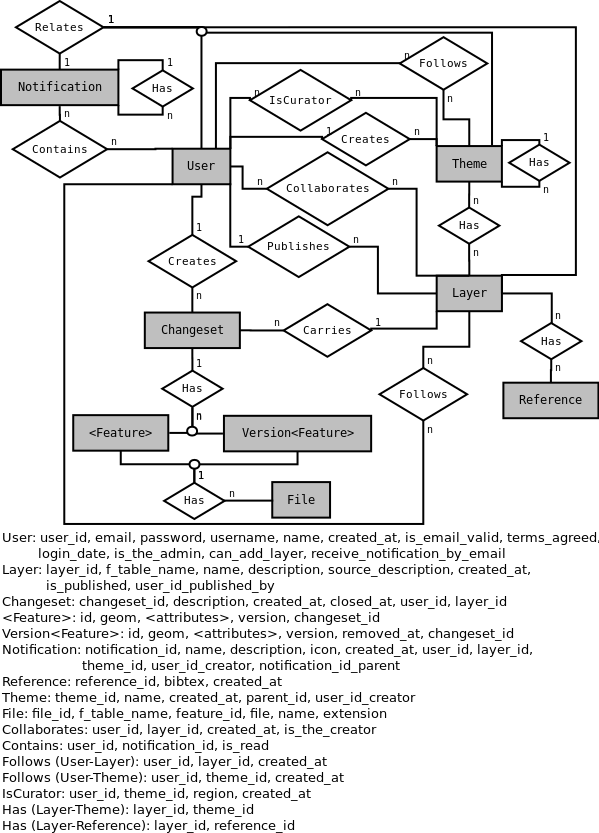 Relates
1
1
Notification
1
Has
n
n
Contains
n
n
Follows
n
n
IsCurator
n
1
Creates
n
User
Theme
1
Has
n
n
Collaborates
n
n
Has
n
1
Publishes
n
1
Creates
n
Layer
Changeset
n
Carries
1
n
Has
n
1
Has
n
n
Follows
n
Reference
<Feature>
Version<Feature>
1
Has
n
File
User: user_id, email, password, username, name, created_at, is_email_valid, terms_agreed,
login_date, is_the_admin, can_add_layer, receive_notification_by_email
Layer: layer_id, f_table_name, name, description, source_description, created_at,
is_published, user_id_published_by
Changeset: changeset_id, description, created_at, closed_at, user_id, layer_id
<Feature>: id, geom, <attributes>, version, changeset_id
Version<Feature>: id, geom, <attributes>, version, removed_at, changeset_id
Notification: notification_id, name, description, icon, created_at, user_id, layer_id,
theme_id, user_id_creator, notification_id_parent
Reference: reference_id, bibtex, created_at
Theme: theme_id, name, created_at, parent_id, user_id_creator
File: file_id, f_table_name, feature_id, file, name, extension
Collaborates: user_id, layer_id, created_at, is_the_creator
Contains: user_id, notification_id, is_read
Follows (User-Layer): user_id, layer_id, created_at
Follows (User-Theme): user_id, theme_id, created_at
IsCurator: user_id, theme_id, region, created_at
Has (Layer-Theme): layer_id, theme_id
Has (Layer-Reference): layer_id, reference_id